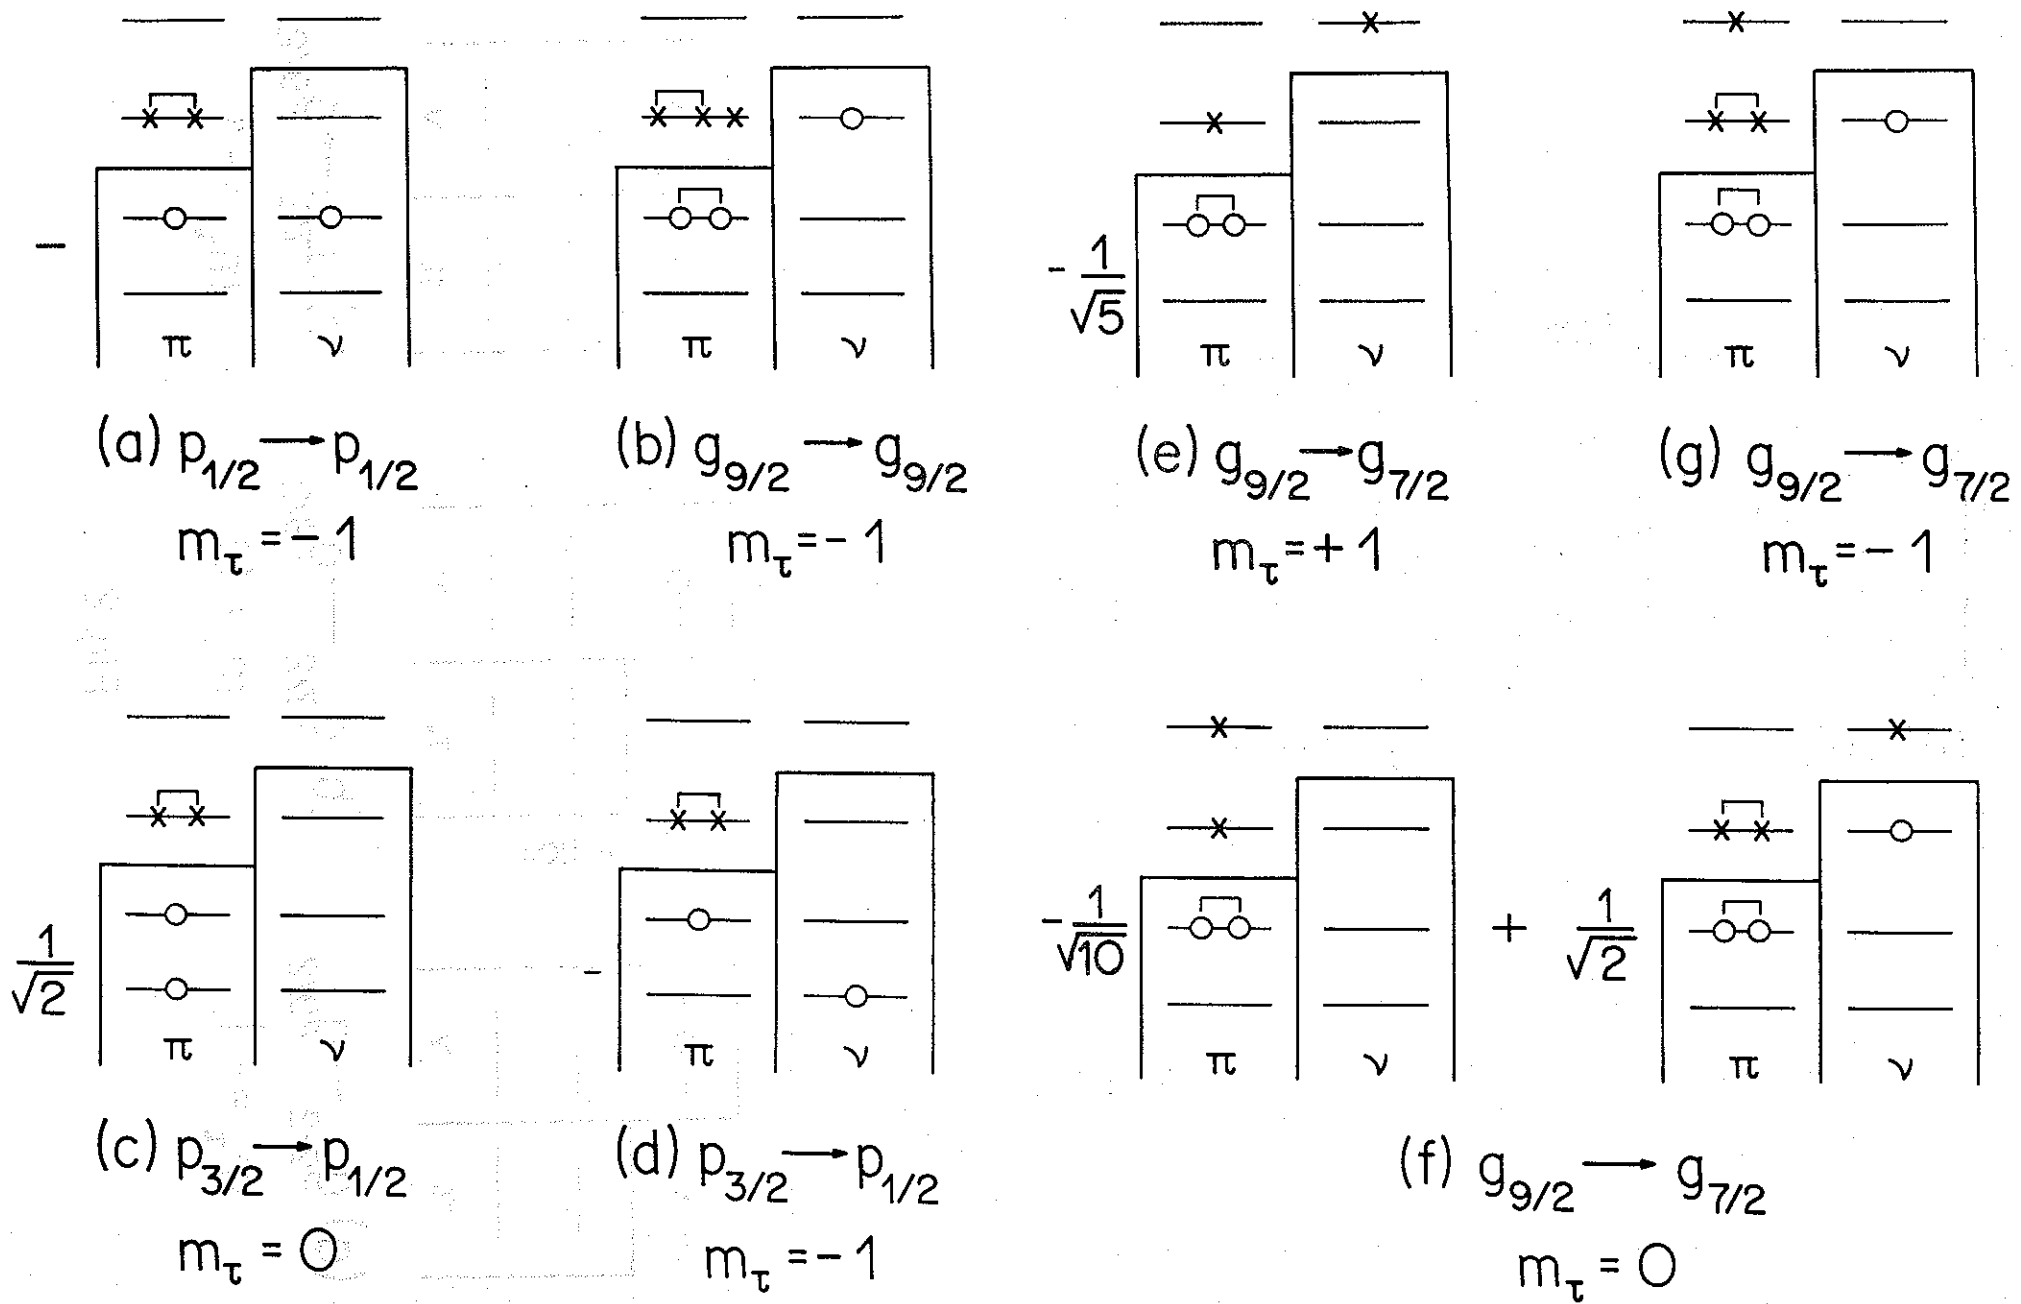 −
π ν
π ν
− 1/√5
π ν
π ν
(a) p1/2 → p1/2
mτ = − 1
(b) g9/2 → g9/2
mτ = − 1
(e) g9/2 → g7/2
mτ = + 1
(g) g9/2 → g7/2
mτ = − 1
1/√2
π ν
−
π ν
− 1/√10
π ν
+ 1/√2
π ν
(c) p3/2 → p1/2
mτ = 0
(d) p3/2 → p1/2
mτ = − 1
(f) g9/2 → g7/2
mτ = 0